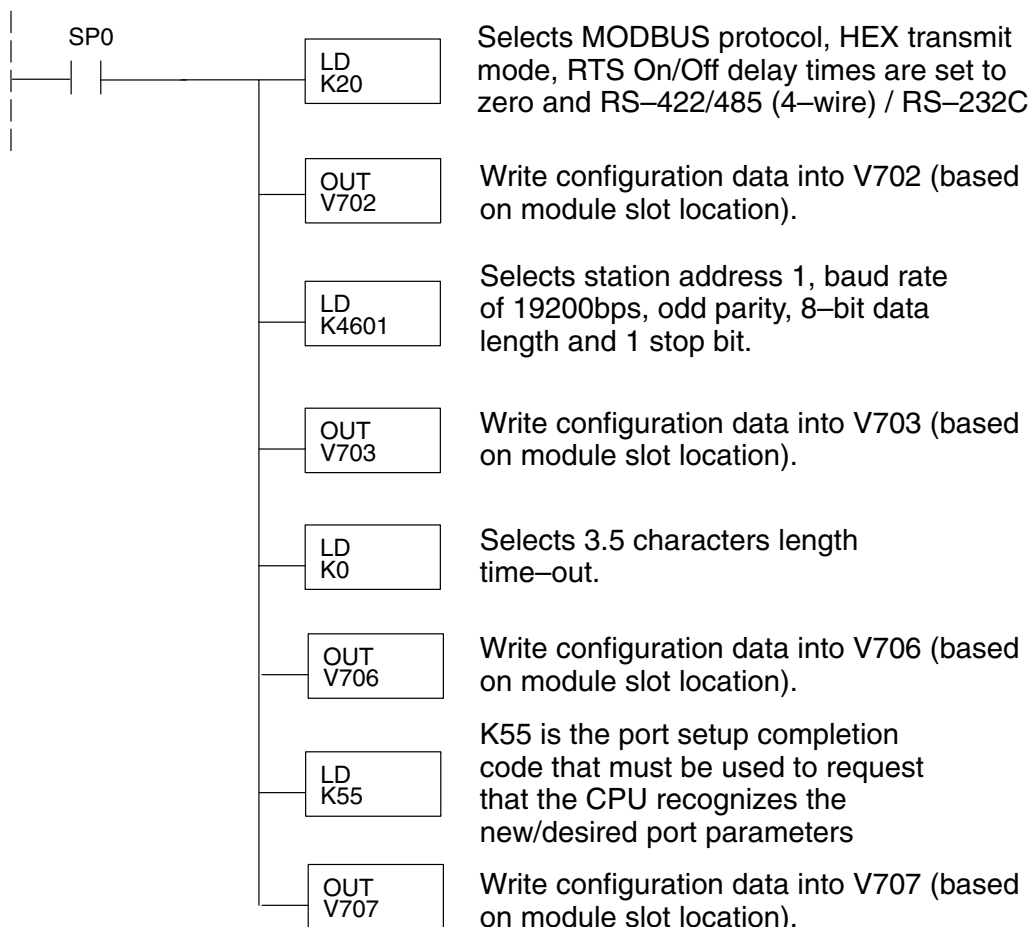 SP0
LD
K20
Selects MODBUS protocol, HEX transmit
mode, RTS On/Off delay times are set to
zero and RS–422/485 (4–wire) / RS–232C
OUT
V702
Write configuration data into V702 (based
on module slot location).
LD
K4601
Selects station address 1, baud rate
of 19200bps, odd parity, 8–bit data
length and 1 stop bit.
OUT
V703
Write configuration data into V703 (based
on module slot location).
LD
K0
Selects 3.5 characters length
time–out.
OUT
V706
Write configuration data into V706 (based
on module slot location).
LD
K55
K55 is the port setup completion
code that must be used to request
that the CPU recognizes the
new/desired port parameters
OUT
V707
Write configuration data into V707 (based
on module slot location).